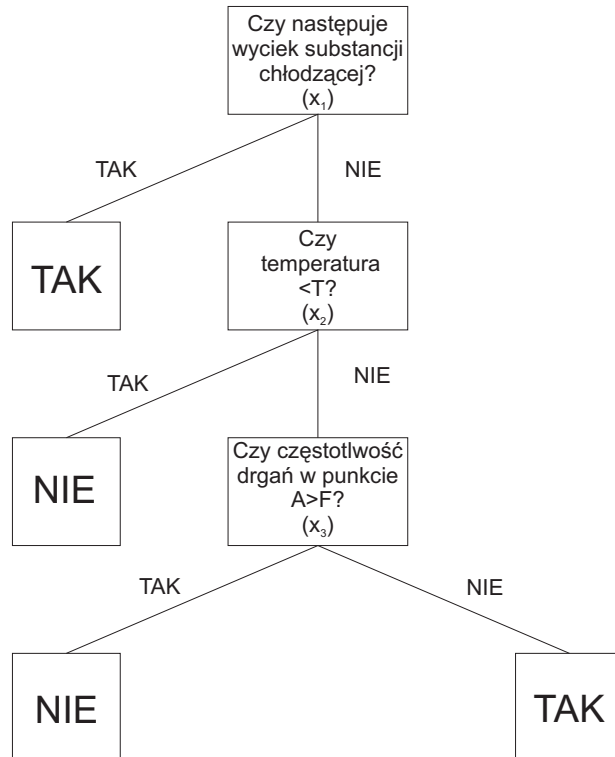 Czy następuje
wyciek substancji
chłodzącej?
(x₁)
TAK
NIE
TAK
Czy
temperatura
<T?
(x₂)
TAK
NIE
NIE
Czy częstotlwość
drgań w punkcie
A>F?
(x₃)
TAK
NIE
NIE
TAK